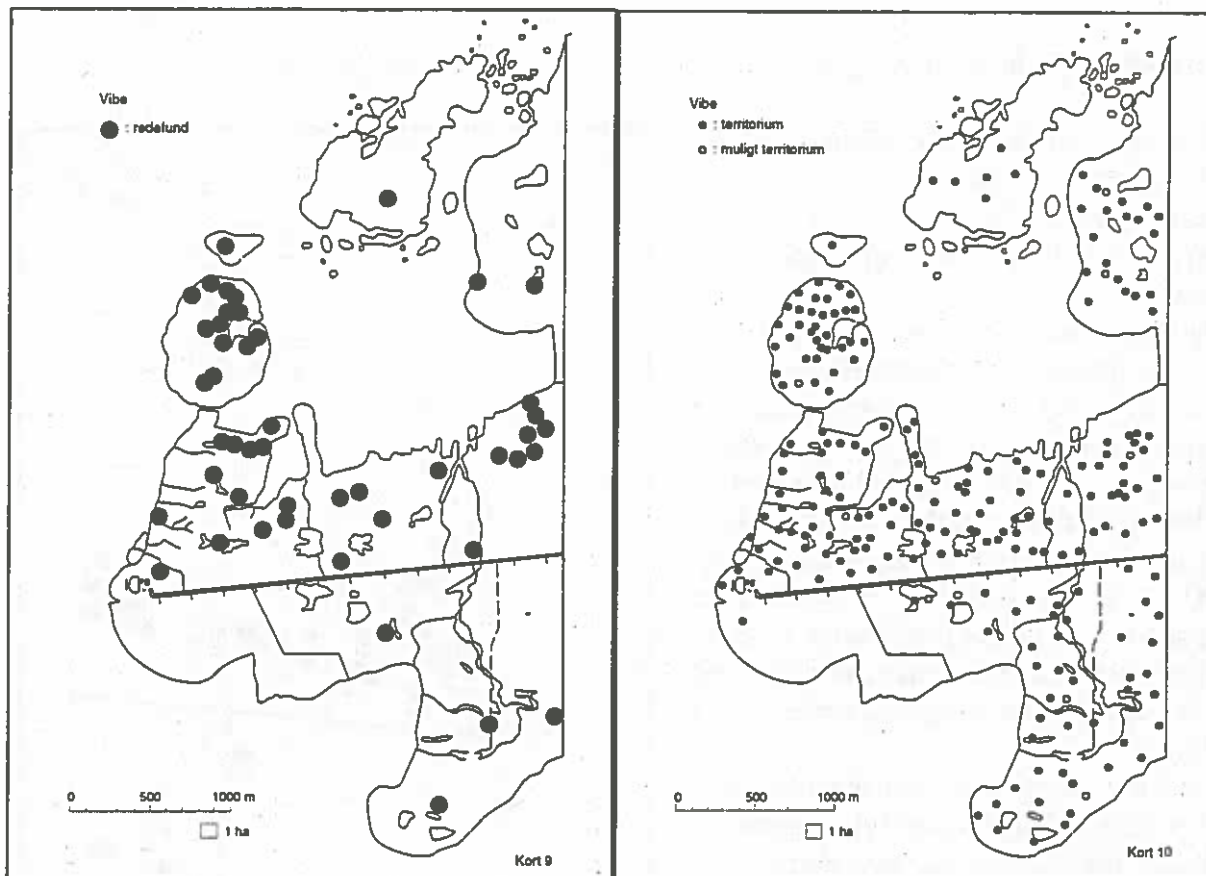 Vibe
: redefund
0 500 1000 m
1 ha
Kort 9
Vibe
: territorium
: muligt territorium
0 500 1000 m
1 ha
Kort 10